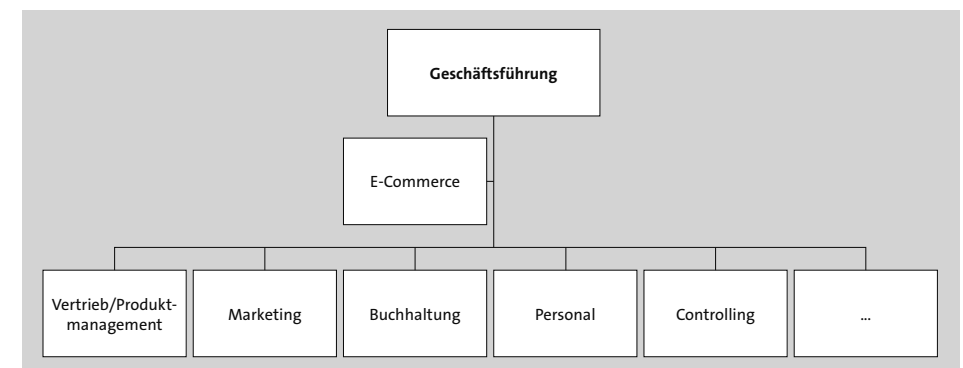 Geschäftsführung
E-Commerce
Vertrieb/Produkt-
management
Marketing
Buchhaltung
Personal
Controlling
...